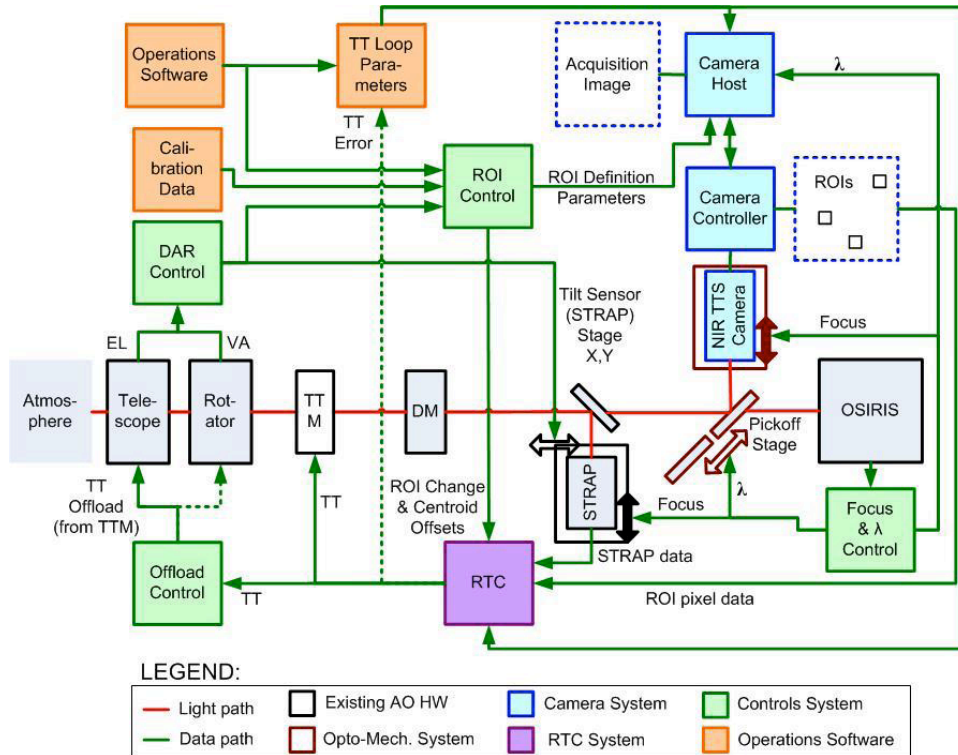 Operations
Software
TT Loop
Para-
meters
Acquisition
Image
Camera
Host
λ
TT
Error
Cali-
bration
Data
ROI
Control
ROI Definition
Parameters
Camera
Controller
ROIs
DAR
Control
Tilt Sensor
(STRAP)
Stage
X,Y
NIR TTS
Camera
Focus
EL
VA
Atmos-
phere
Tele-
scope
Rot-
ator
TT
M
DM
OSIRIS
Pickoff
Stage
TT
Offload
(from TTM)
TT
ROI Change
& Centroid
Offsets
STRAP
Focus
λ
Focus
& λ
Control
STRAP data
Offload
Control
TT
RTC
ROI pixel data
LEGEND:
Light path
Existing AO HW
Camera System
Controls System
Data path
Opto-Mech. System
RTC System
Operations Software